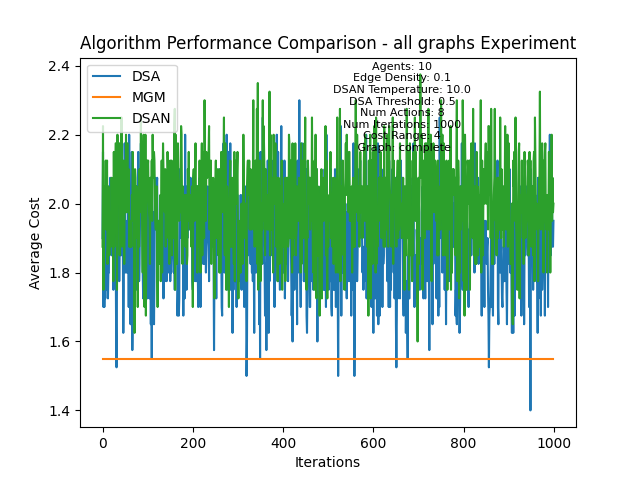 Algorithm Performance Comparison - all graphs Experiment
DSA
MGM
DSAN
Agents: 10
Edge Density: 0.1
DSAN Temperature: 10.0
DSA Threshold: 0.5
Num Actions: 8
Num Iterations: 1000
Cost Range: 4
Graph: complete
2.4
2.2
2.0
1.8
1.6
1.4
Average Cost
0
200
400
600
800
1000
Iterations